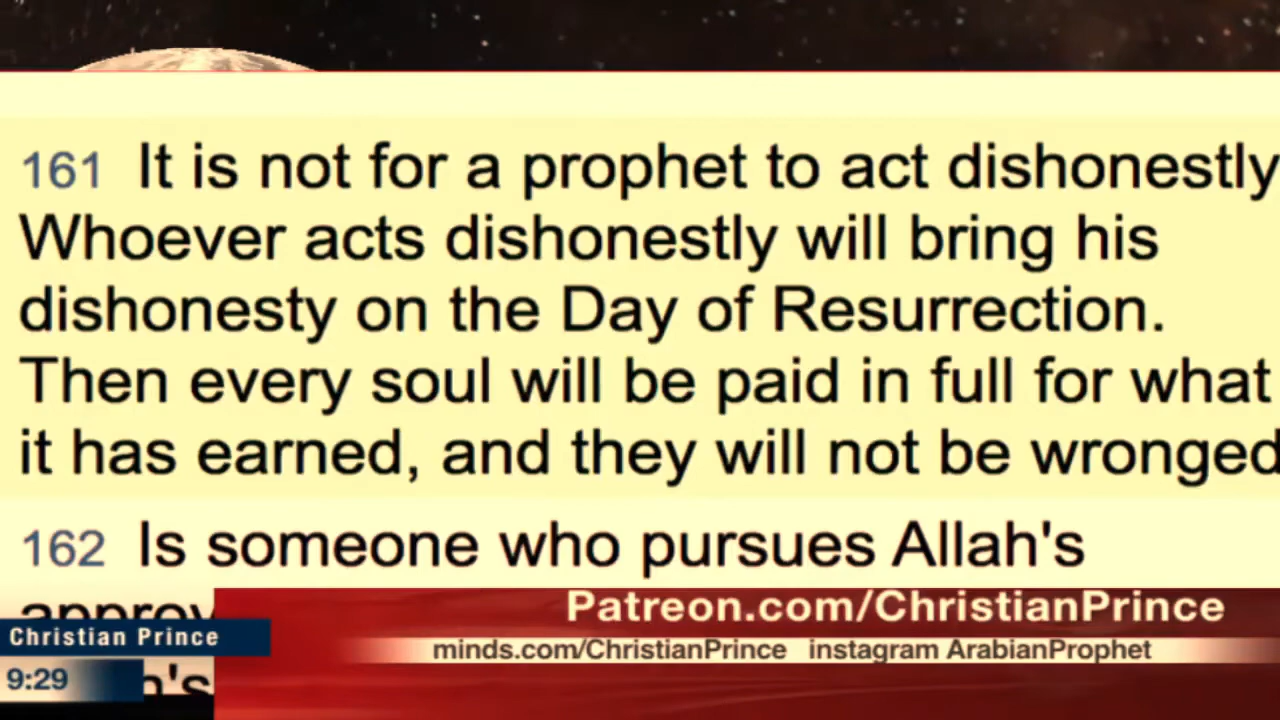 161 It is not for a prophet to act dishonestly
Whoever acts dishonestly will bring his
dishonesty on the Day of Resurrection.
Then every soul will be paid in full for what
it has earned, and they will not be wronged
162 Is someone who pursues Allah's
Patreon.com/ChristianPrince
Christian Prince
minds.com/ChristianPrince instagram ArabianProphet
9:29